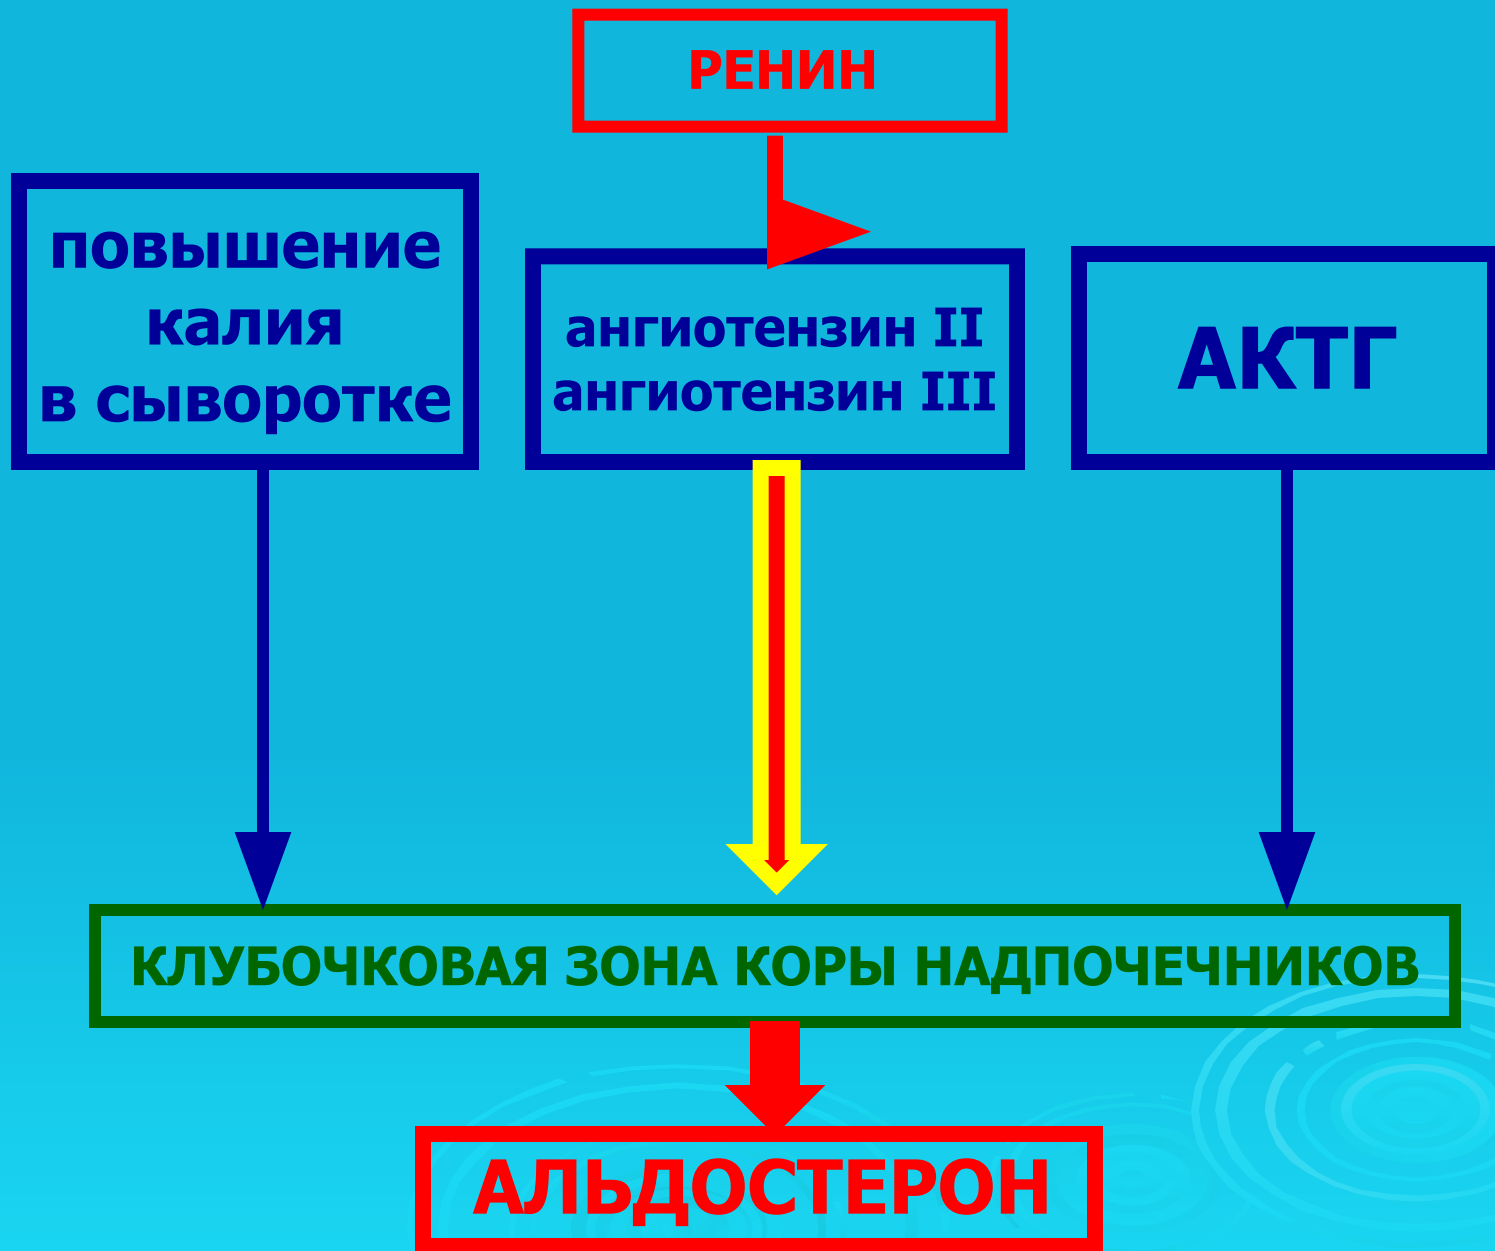 РЕНИН
повышение
калия
в сыворотке
ангиотензин II
ангиотензин III
АКТГ
КЛУБОЧКОВАЯ ЗОНА КОРЫ НАДПОЧЕЧНИКОВ
АЛЬДОСТЕРОН